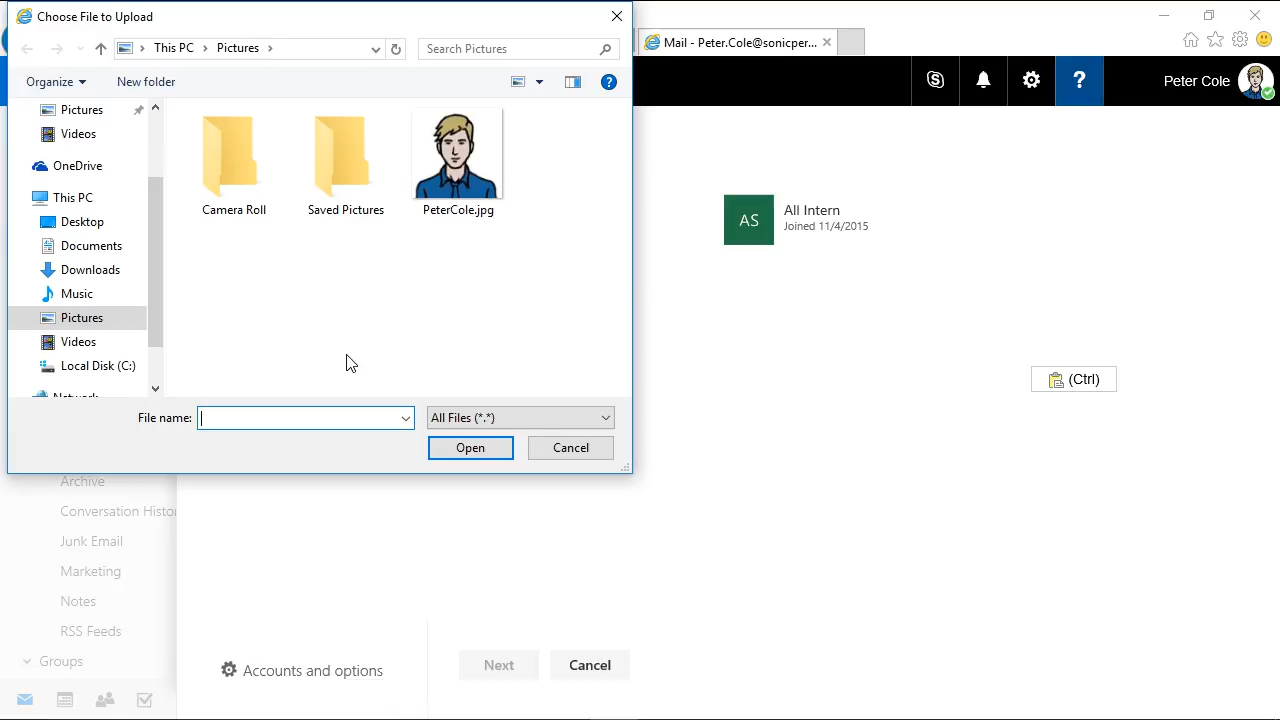 Choose File to Upload
This PC
Pictures
Search Pictures
Organize
New folder
Pictures
Videos
OneDrive
This PC
Desktop
Documents
Downloads
Music
Pictures
Videos
Local Disk (C:)
Camera Roll
Saved Pictures
PeterCole.jpg
File name:
All Files (*.*)
Open
Cancel
Mail - Peter.Cole@sonicper...
?
Peter Cole
AS
All Intern
Joined 11/4/2015
(Ctrl)
Archive
Conversation Histo
Junk Email
Marketing
Notes
RSS Feeds
Groups
Accounts and options
Next
Cancel